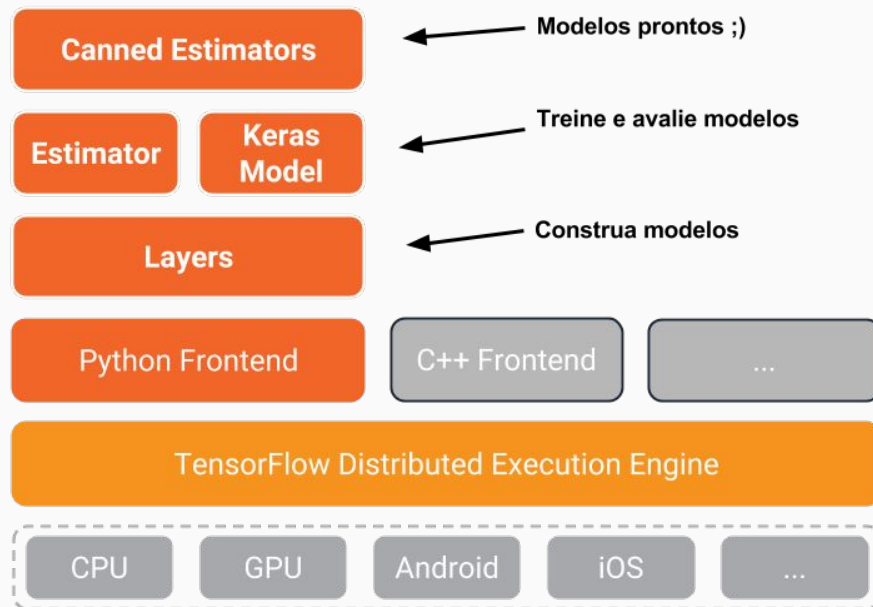 Canned Estimators
Modelos prontos ;)
Estimator
Keras
Model
Treine e avalie modelos
Layers
Construa modelos
Python Frontend
C++ Frontend
...
TensorFlow Distributed Execution Engine
CPU
GPU
Android
iOS
...